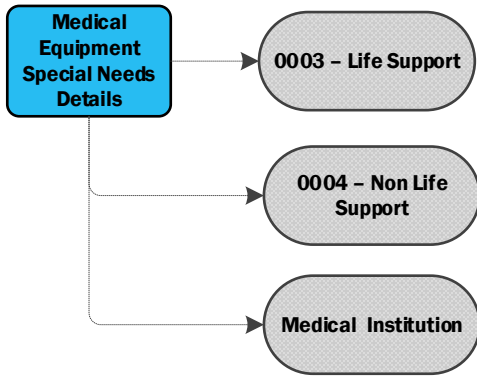 Medical
Equipment
Special Needs
Details
0003 – Life Support
0004 – Non Life
Support
Medical Institution